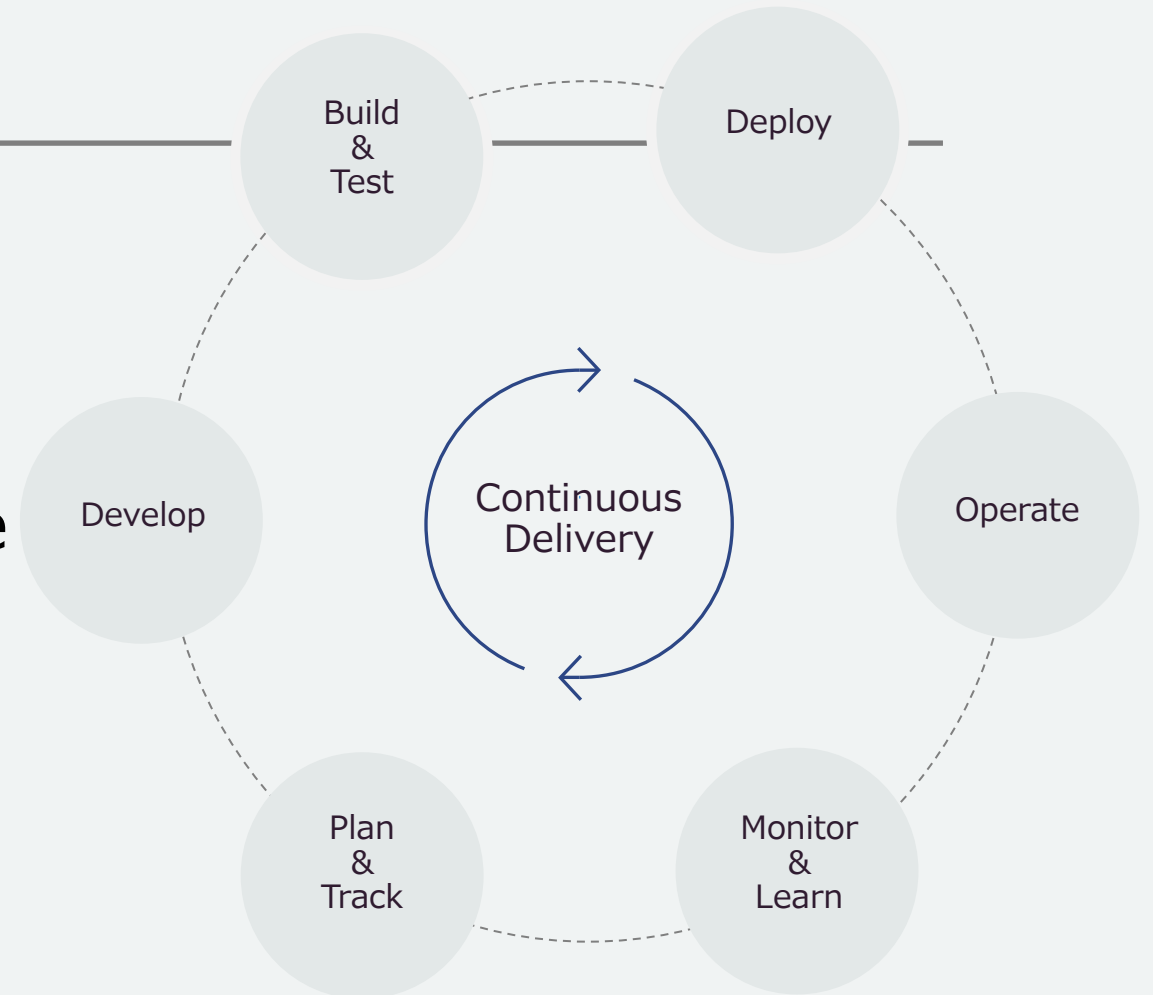 Build
&
Test
Deploy
Develop
Continuous
Delivery
Operate
Plan
&
Track
Monitor
&
Learn